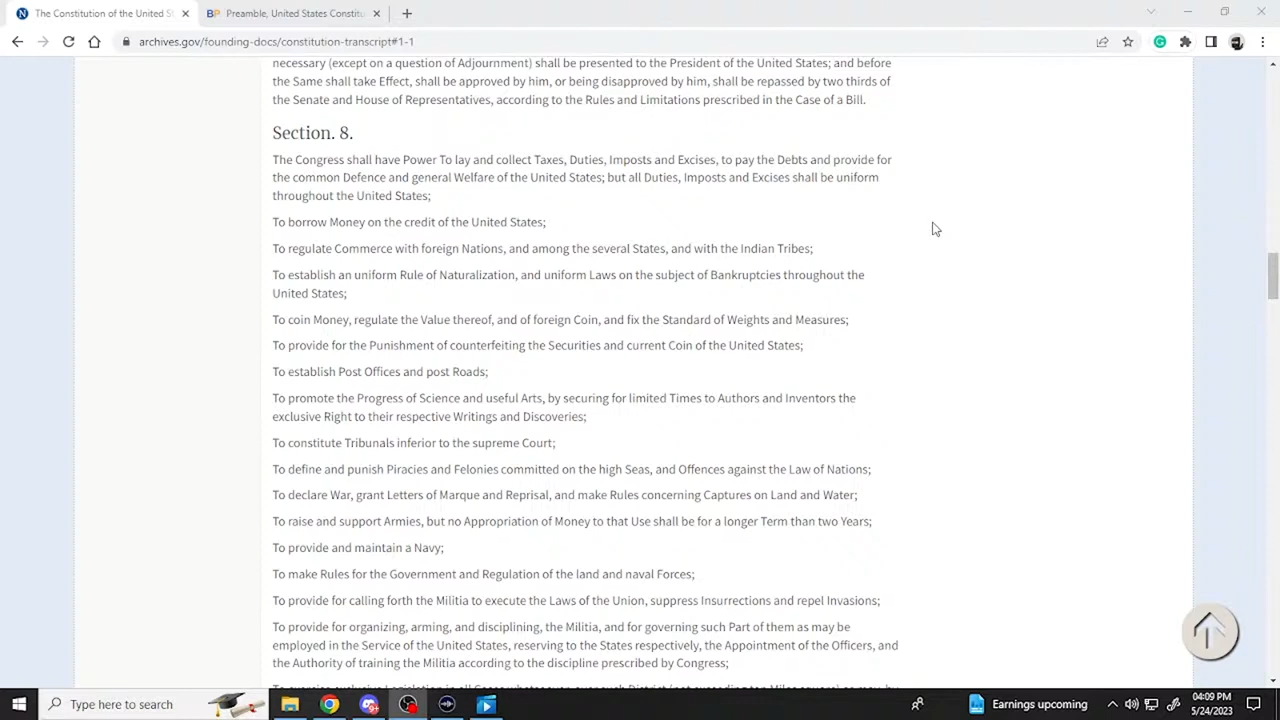 The Constitution of the United S
Preamble, United States Constitu
archives.gov/founding-docs/constitution-transcript#1-1
necessary (except on a question of Adjournment) shall be presented to the President of the United States; and before
the Same shall take Effect, shall be approved by him, or being disapproved by him, shall be repassed by two thirds of
the Senate and House of Representatives, according to the Rules and Limitations prescribed in the Case of a Bill.
Section. 8.
The Congress shall have Power To lay and collect Taxes, Duties, Imposts and Excises, to pay the Debts and provide for
the common Defence and general Welfare of the United States; but all Duties, Imposts and Excises shall be uniform
throughout the United States;
To borrow Money on the credit of the United States;
To regulate Commerce with foreign Nations, and among the several States, and with the Indian Tribes;
To establish an uniform Rule of Naturalization, and uniform Laws on the subject of Bankruptcies throughout the
United States;
To coin Money, regulate the Value thereof, and of foreign Coin, and fix the Standard of Weights and Measures;
To provide for the Punishment of counterfeiting the Securities and current Coin of the United States;
To establish Post Offices and post Roads;
To promote the Progress of Science and useful Arts, by securing for limited Times to Authors and Inventors the
exclusive Right to their respective Writings and Discoveries;
To constitute Tribunals inferior to the supreme Court;
To define and punish Piracies and Felonies committed on the high Seas, and Offences against the Law of Nations;
To declare War, grant Letters of Marque and Reprisal, and make Rules concerning Captures on Land and Water;
To raise and support Armies, but no Appropriation of Money to that Use shall be for a longer Term than two Years;
To provide and maintain a Navy;
To make Rules for the Government and Regulation of the land and naval Forces;
To provide for calling forth the Militia to execute the Laws of the Union, suppress Insurrections and repel Invasions;
To provide for organizing, arming, and disciplining, the Militia, and for governing such Part of them as may be
employed in the Service of the United States, reserving to the States respectively, the Appointment of the Officers, and
the Authority of training the Militia according to the discipline prescribed by Congress;
Type here to search
Earnings upcoming
04:09 PM
5/24/2023